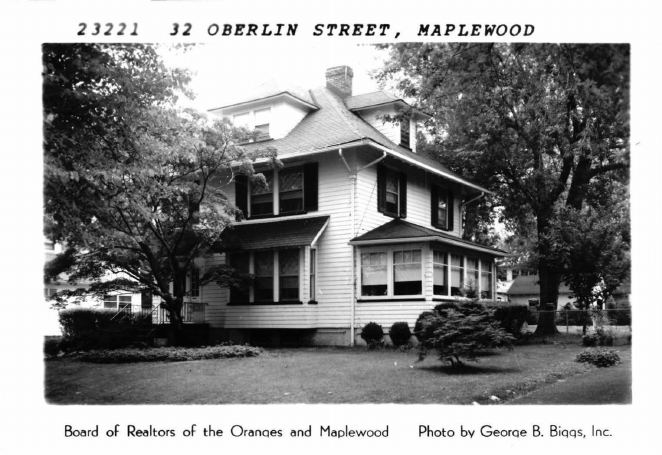 23221 32 OBERLIN STREET, MAPLEWOOD
Board of Realtors of the Oranges and Maplewood Photo by George B. Biggs, Inc.